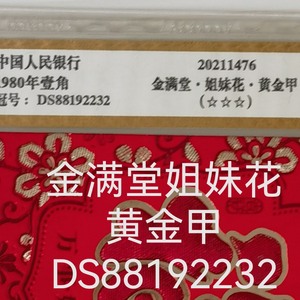 中国人民银行 20211476
1980年壹角 金满堂·姐妹花·黄金甲
冠号: DS88192232 (☆☆☆)
金满堂姐妹花
黄金甲
DS88192232